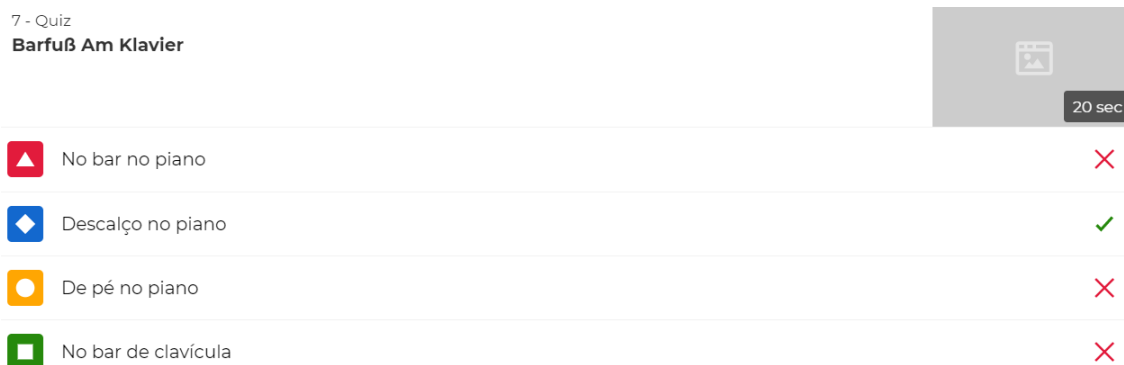 7 - Quiz
Barfuß Am Klavier
20 sec
No bar no piano
Descalço no piano
De pé no piano
No bar de clavícula